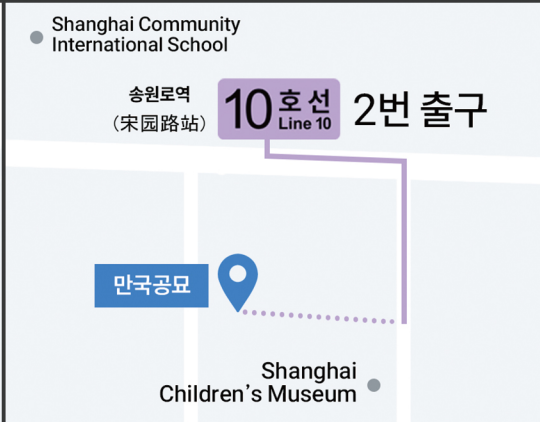 Shanghai Community
International School
송원로역
(宋园路站)
10 호선
Line 10
2번 출구
만국공묘
Shanghai
Children's Museum